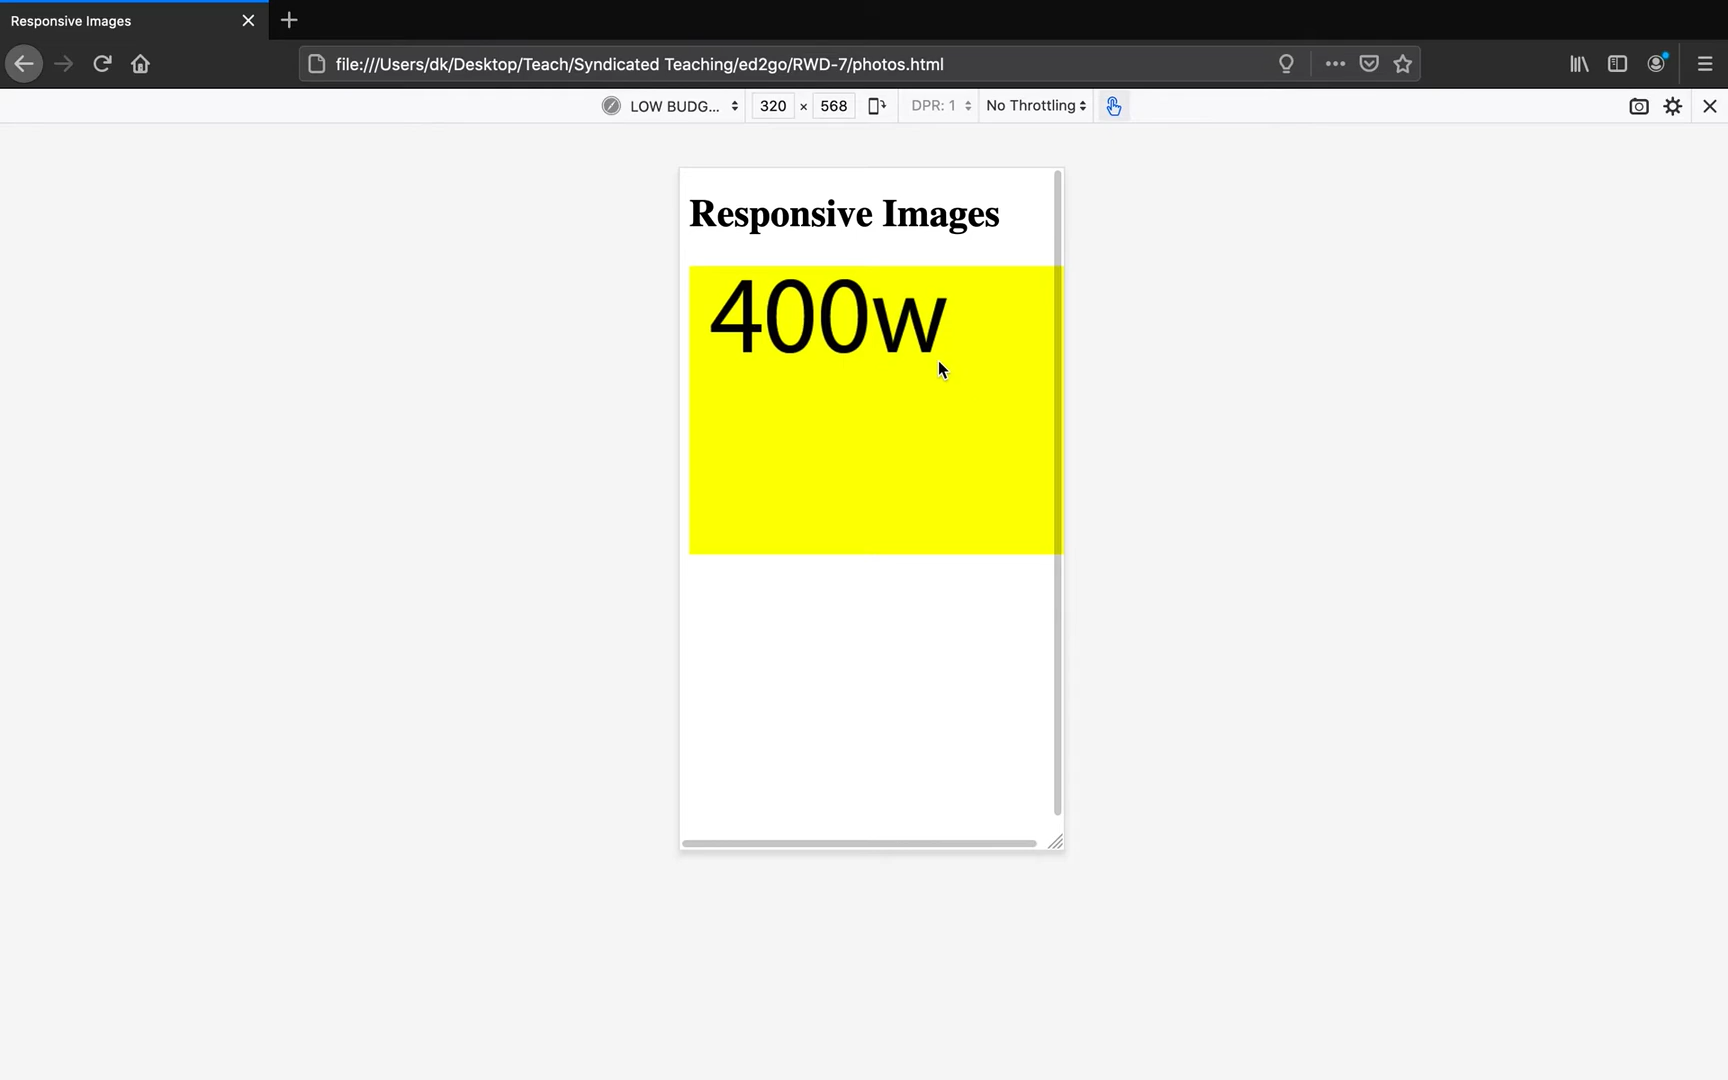 Responsive Images
file:///Users/dk/Desktop/Teach/Syndicated Teaching/ed2go/RWD-7/photos.html
LOW BUDG... 320 × 568 DPR: 1 No Throttling
Responsive Images
400w